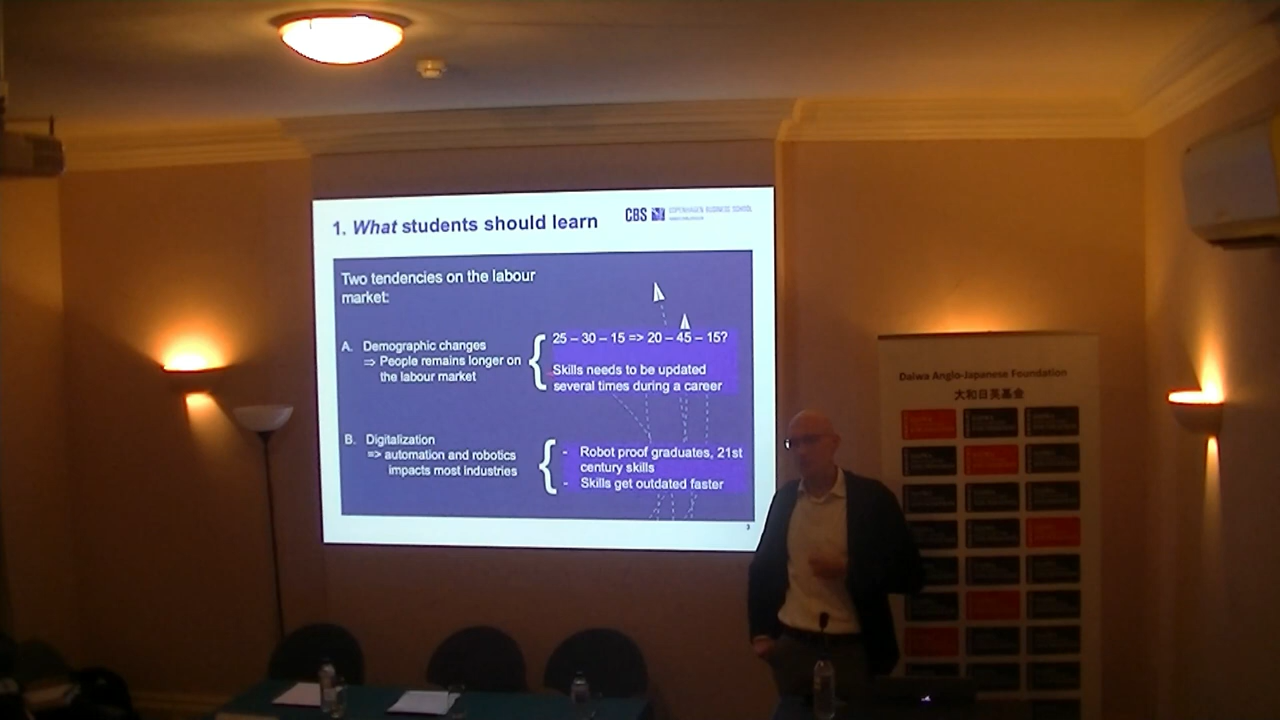 1. What students should learn
CBS COPENHAGEN BUSINESS SCHOOL
Two tendencies on the labour
market:
A. Demographic changes
⇒ People remains longer on
the labour market
25 – 30 – 15 => 20 – 45 – 15?
Skills needs to be updated
several times during a career
B. Digitalization
=> automation and robotics
impacts most industries
- Robot proof graduates, 21st
century skills
- Skills get outdated faster
3
Daiwa Anglo-Japanese Foundation
大和日英基金